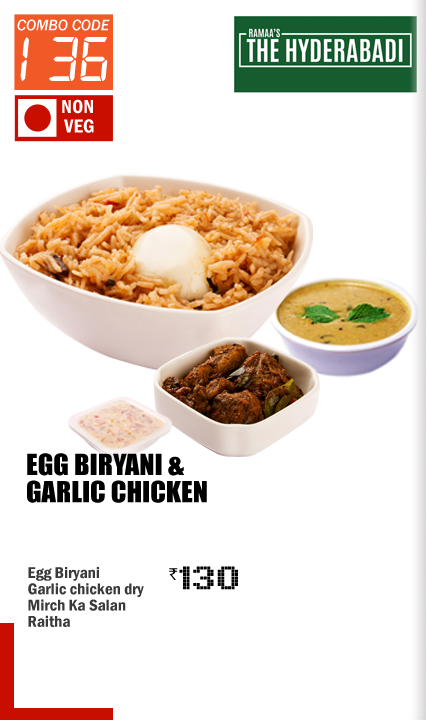 COMBO CODE
136
NON
VEG
RAMAA'S
THE HYDERABADI
EGG BIRYANI &
GARLIC CHICKEN
Egg Biryani
Garlic chicken dry
Mirch Ka Salan
Raitha
₹130